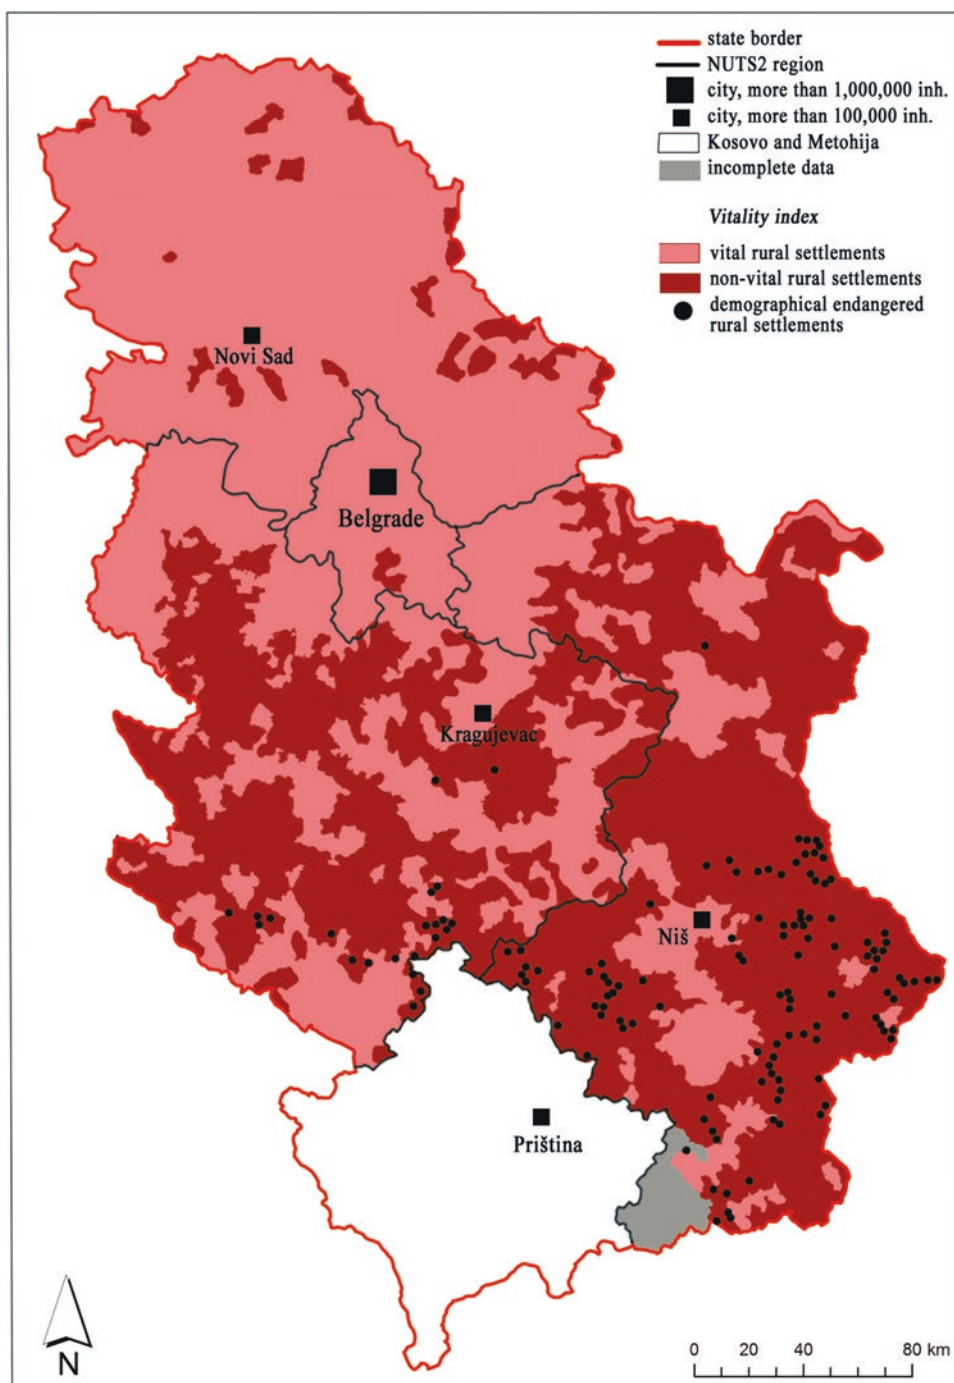 state border
NUTS2 region
city, more than 1,000,000 inh.
city, more than 100,000 inh.
Kosovo and Metohija
incomplete data
Vitality index
vital rural settlements
non-vital rural settlements
demographical endangered
rural settlements
Novi Sad
Belgrade
Kragujevac
Niš
Priština
N
0 20 40 80 km